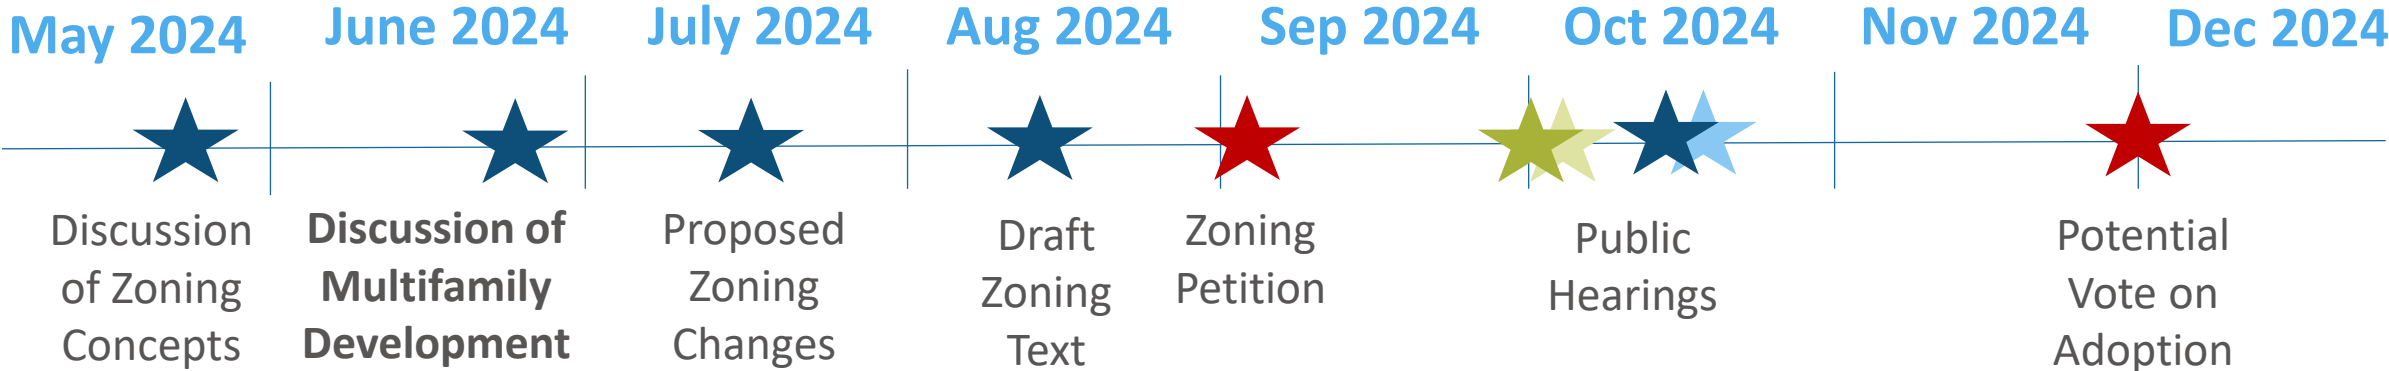 May 2024 June 2024 July 2024 Aug 2024 Sep 2024 Oct 2024 Nov 2024 Dec 2024
Discussion
of Zoning
Concepts
Discussion of
Multifamily
Development
Proposed
Zoning
Changes
Draft
Zoning
Text
Zoning
Petition
Public
Hearings
Potential
Vote on
Adoption